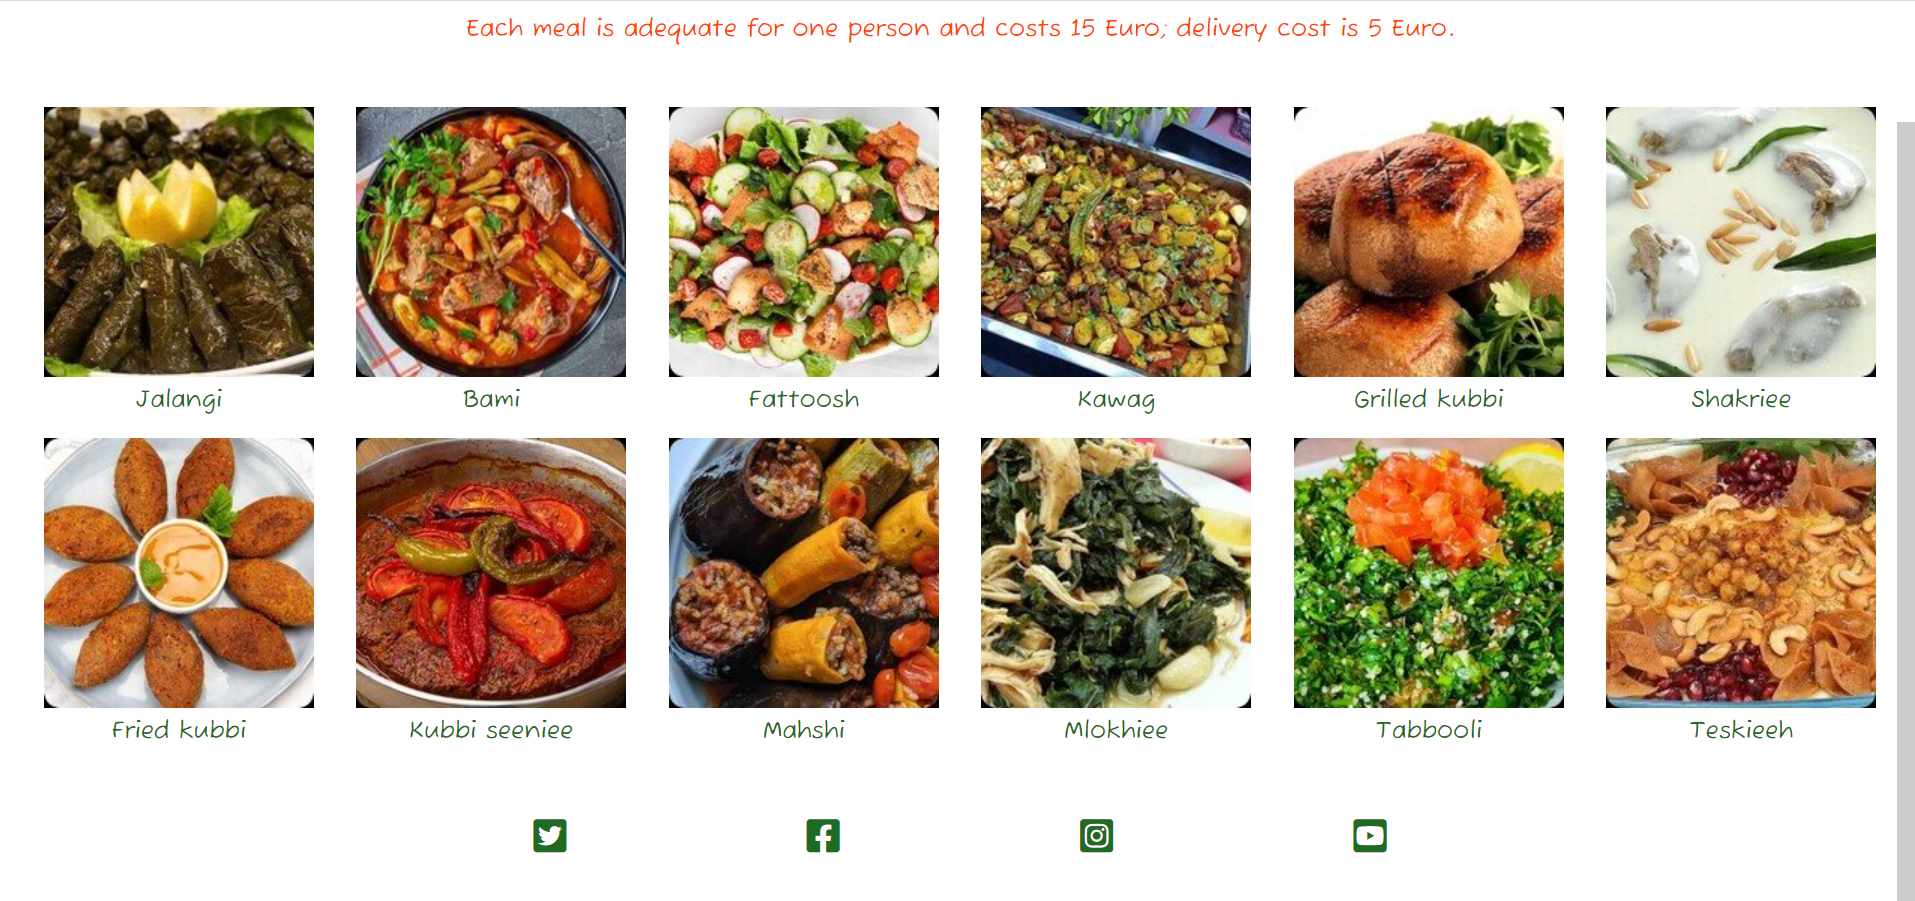 Each meal is adequate for one person and costs 15 Euro; delivery cost is 5 Euro.
Jalangi
Bami
Fattoosh
Kawag
Grilled kubbi
Shakriee
Fried kubbi
Kubbi seeniee
Mahshi
Mlokhiee
Tabbooli
Teskieeh